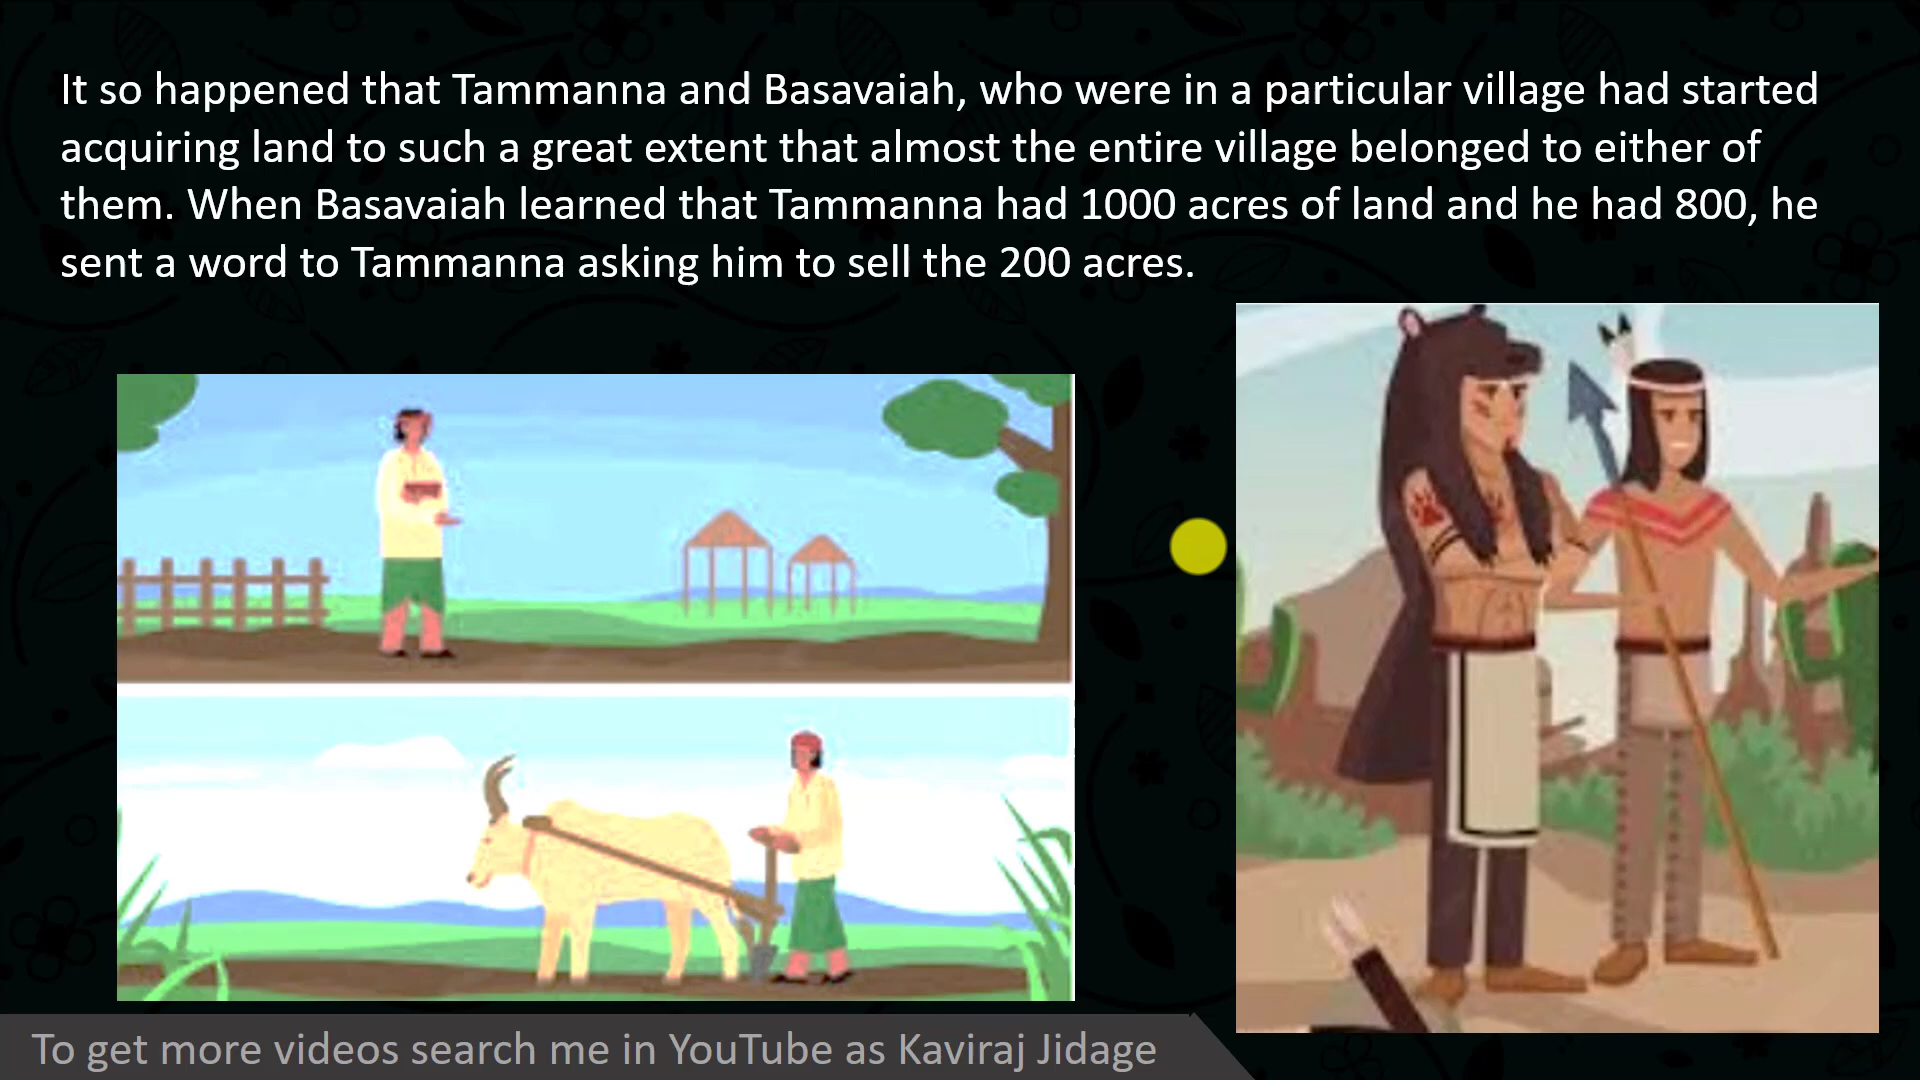 It so happened that Tammanna and Basavaiah, who were in a particular village had started
acquiring land to such a great extent that almost the entire village belonged to either of
them. When Basavaiah learned that Tammanna had 1000 acres of land and he had 800, he
sent a word to Tammanna asking him to sell the 200 acres.
To get more videos search me in YouTube as Kaviraj Jidage